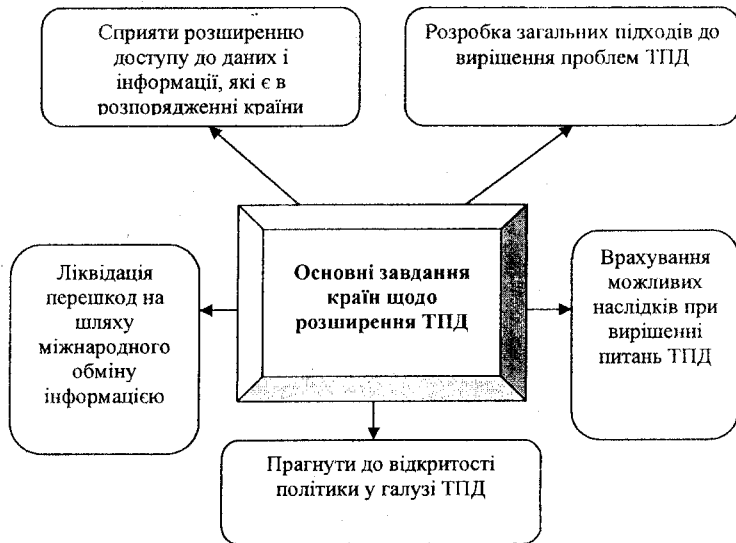 Сприяти розширенню
доступу до даних і
інформації, які є в
розпорядженні країни
Розробка загальних підходів до
вирішення проблем ТПД
Ліквідація
перешкод на
шляху
міжнародного
обміну
інформацією
Основні завдання
країн щодо
розширення ТПД
Врахування
можливих
наслідків при
вирішенні
питань ТПД
Прагнути до відкритості
політики у галузі ТПД